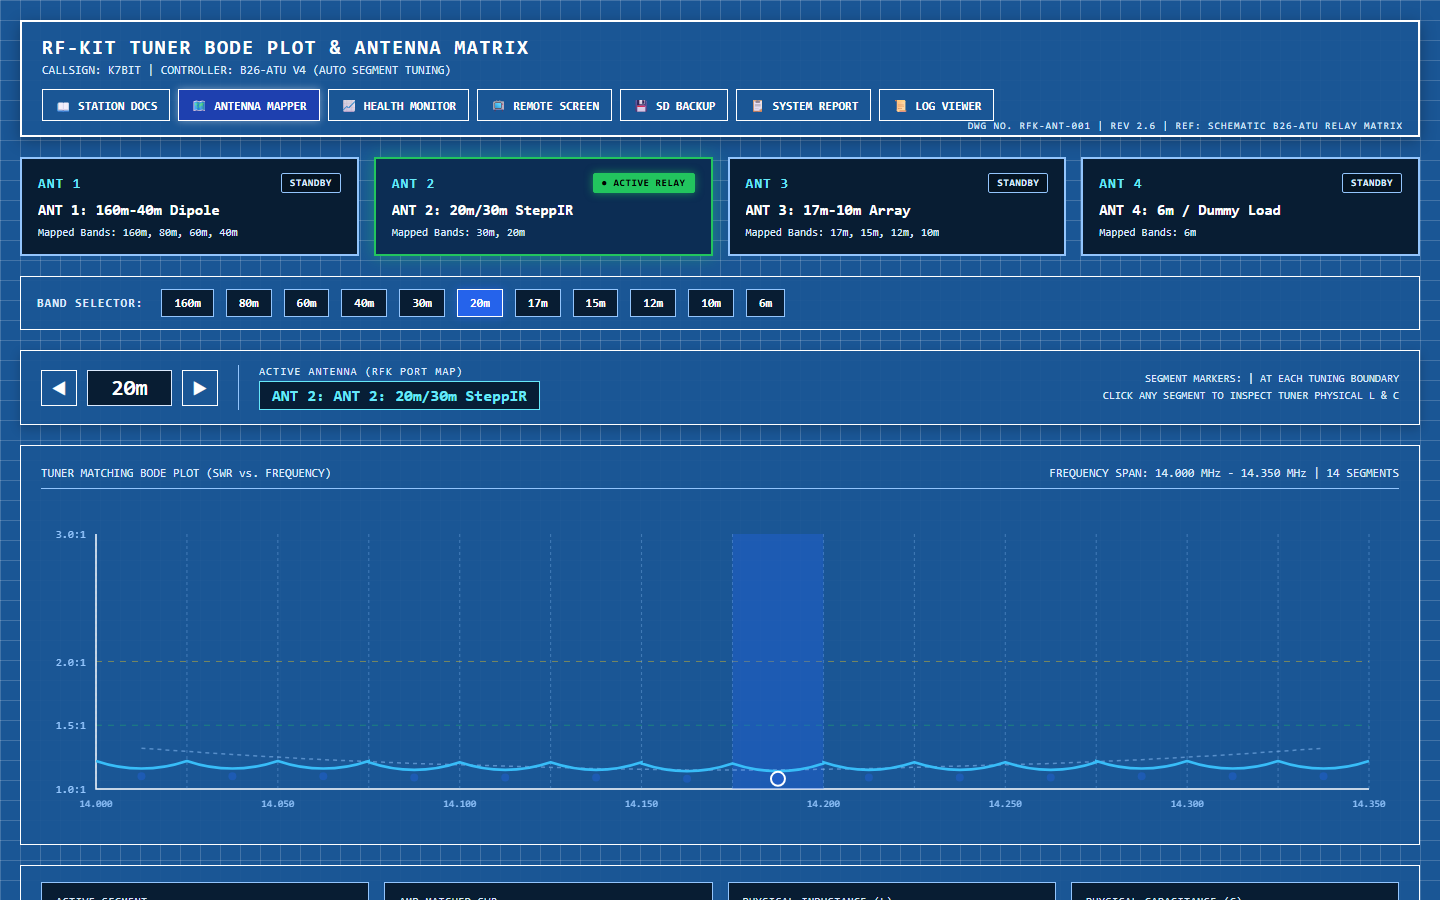 RF-KIT TUNER BODE PLOT & ANTENNA MATRIX
CALLSIGN: K7BIT | CONTROLLER: B26-ATU V4 (AUTO SEGMENT TUNING)
STATION DOCS
ANTENNA MAPPER
HEALTH MONITOR
REMOTE SCREEN
SD BACKUP
SYSTEM REPORT
LOG VIEWER
DWG NO. RFK-ANT-001 | REV 2.6 | REF: SCHEMATIC B26-ATU RELAY MATRIX
ANT 1
STANDBY
ANT 1: 160m-40m Dipole
Mapped Bands: 160m, 80m, 60m, 40m
ANT 2
● ACTIVE RELAY
ANT 2: 20m/30m SteppIR
Mapped Bands: 30m, 20m
ANT 3
STANDBY
ANT 3: 17m-10m Array
Mapped Bands: 17m, 15m, 12m, 10m
ANT 4
STANDBY
ANT 4: 6m / Dummy Load
Mapped Bands: 6m
BAND SELECTOR:
160m
80m
60m
40m
30m
20m
17m
15m
12m
10m
6m
◀
20m
▶
ACTIVE ANTENNA (RFK PORT MAP)
ANT 2: ANT 2: 20m/30m SteppIR
SEGMENT MARKERS: | AT EACH TUNING BOUNDARY
CLICK ANY SEGMENT TO INSPECT TUNER PHYSICAL L & C
TUNER MATCHING BODE PLOT (SWR vs. FREQUENCY)
FREQUENCY SPAN: 14.000 MHz - 14.350 MHz | 14 SEGMENTS
3.0:1
2.0:1
1.5:1
1.0:1
14.000
14.050
14.100
14.150
14.200
14.250
14.300
14.350